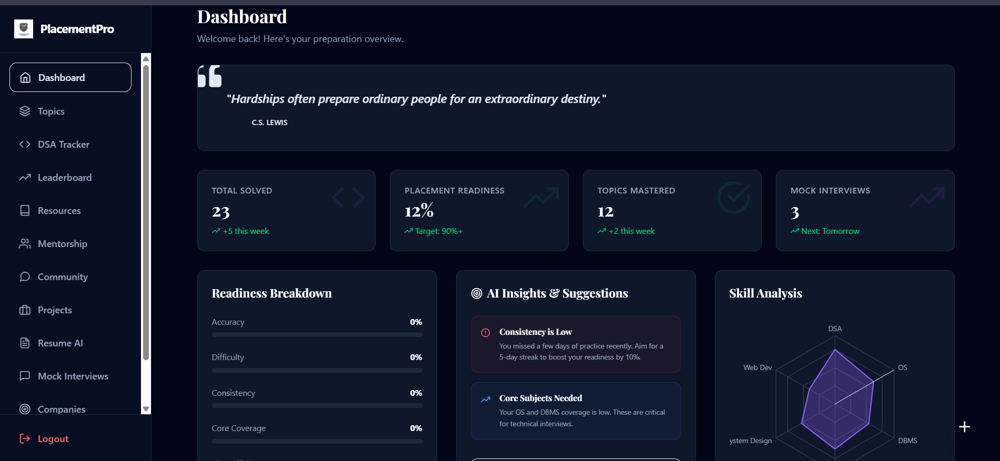 PlacementPro
Dashboard
Topics
DSA Tracker
Leaderboard
Resources
Mentorship
Community
Projects
Resume AI
Mock Interviews
Companies
Logout
Dashboard
Welcome back! Here's your preparation overview.
"Hardships often prepare ordinary people for an extraordinary destiny."
C.S. LEWIS
TOTAL SOLVED
23
+5 this week
PLACEMENT READINESS
12%
Target: 90%+
TOPICS MASTERED
12
+2 this week
MOCK INTERVIEWS
3
Next: Tomorrow
Readiness Breakdown
Accuracy 0%
Difficulty 0%
Consistency 0%
Core Coverage 0%
AI Insights & Suggestions
Consistency is Low
You missed a few days of practice recently. Aim for a
5-day streak to boost your readiness by 10%.
Core Subjects Needed
Your OS and DBMS coverage is low. These are critical
for technical interviews.
Skill Analysis
DSA
Web Dev
OS
ystem Design
DBMS